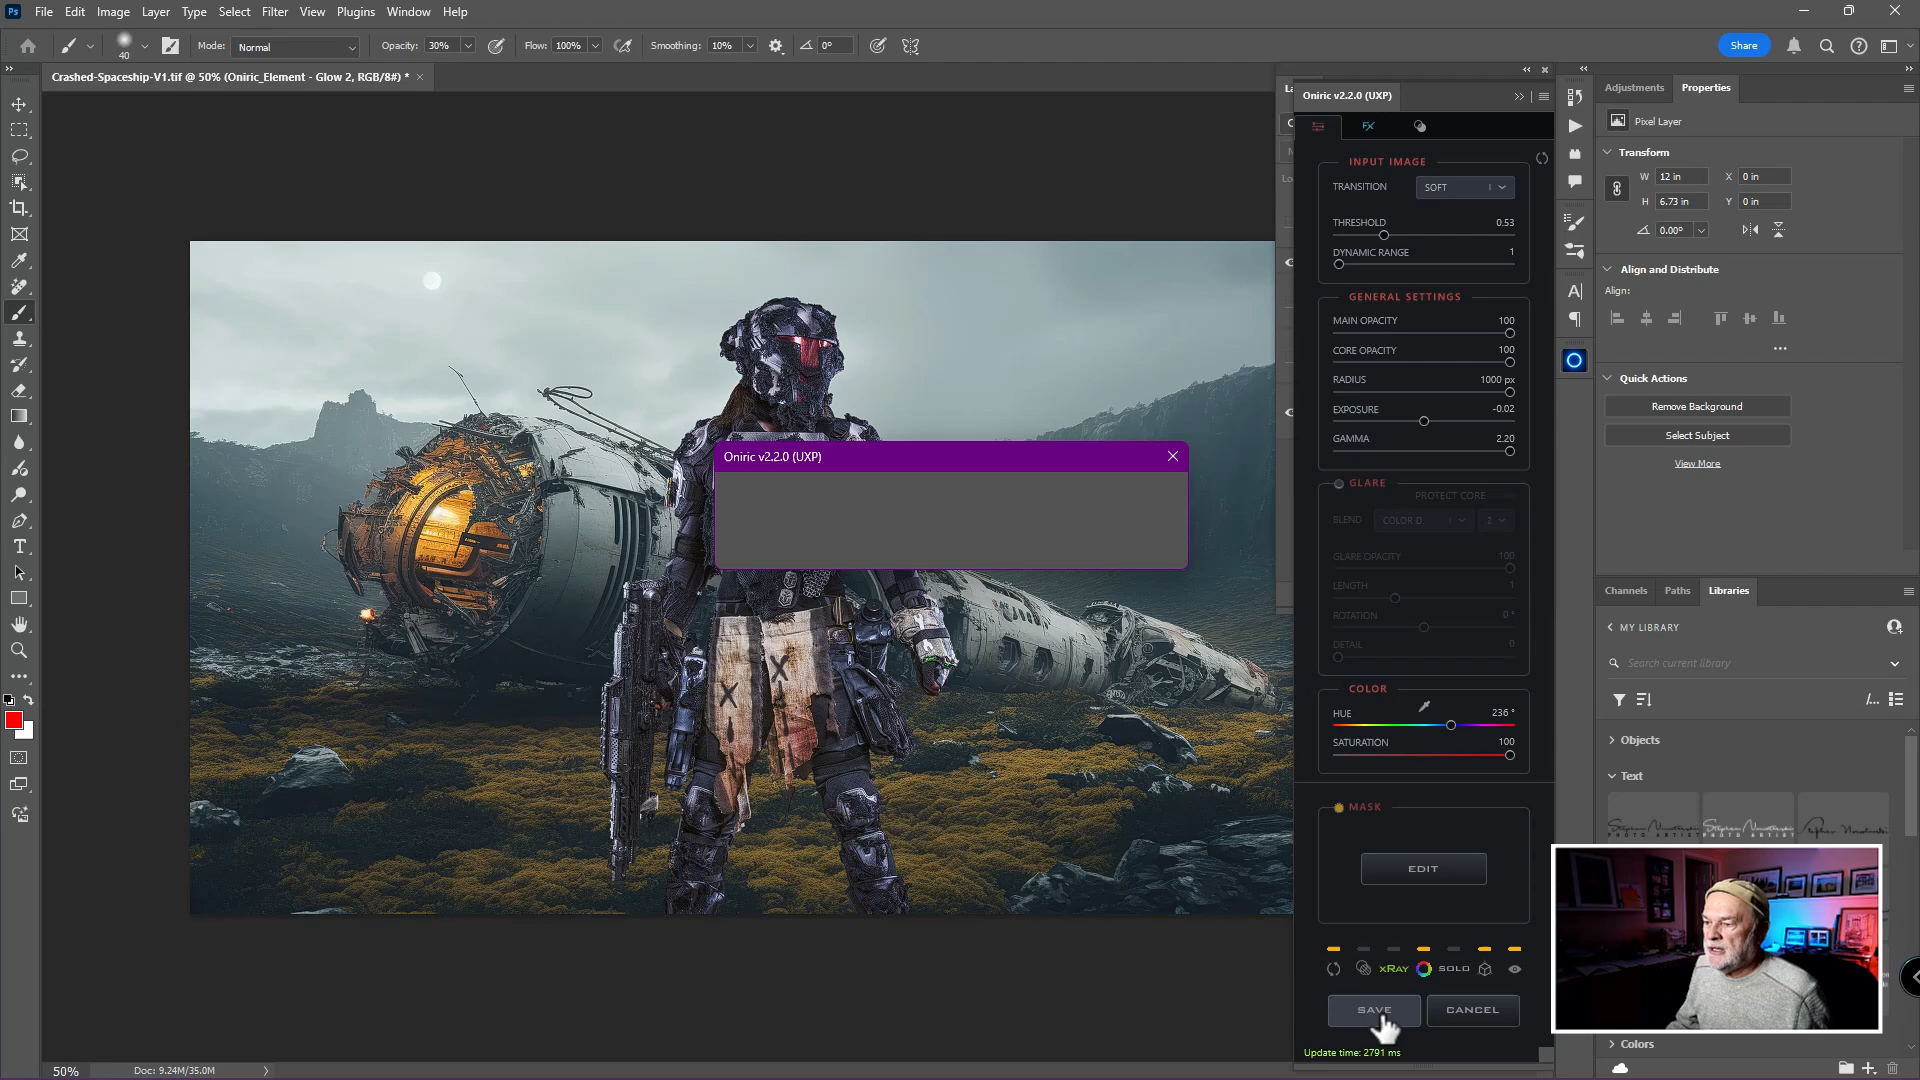 Ps File Edit Image Layer Type Select Filter View Plugins Window Help
40 Mode: Normal Opacity: 30% Flow: 100% Smoothing: 10% 0° Share
Crashed-Spaceship-V1.tif @ 50% (Oniric_Element - Glow 2, RGB/8#) *
Oniric v2.2.0 (UXP)
FX
INPUT IMAGE
TRANSITION SOFT
THRESHOLD 0.53
DYNAMIC RANGE 1
GENERAL SETTINGS
MAIN OPACITY 100
CORE OPACITY 100
RADIUS 1000 px
EXPOSURE -0.02
GAMMA 2.20
GLARE
PROTECT CORE
BLEND COLOR D. 2
GLARE OPACITY 100
LENGTH 1
ROTATION 0 °
DETAIL 0
COLOR
HUE 236 °
SATURATION 100
MASK
EDIT
xRAY SOLO
SAVE CANCEL
Update time: 2791 ms
Oniric v2.2.0 (UXP)
Adjustments Properties
Pixel Layer
Transform
W 12 in X 0 in
H 6.73 in Y 0 in
0.00°
Align and Distribute
Align:
Quick Actions
Remove Background
Select Subject
View More
Channels Paths Libraries
MY LIBRARY
Search current library
Objects
Text
Colors
50% Doc: 9.24M/35.0M